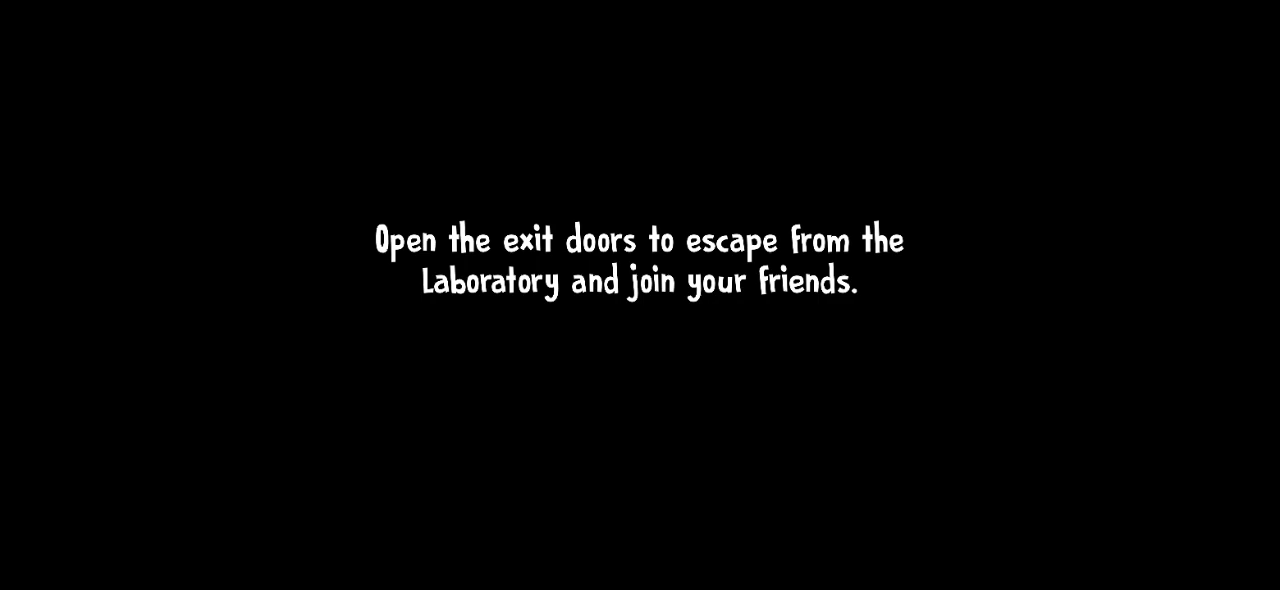 Open the exit doors to escape from the
Laboratory and join your friends.